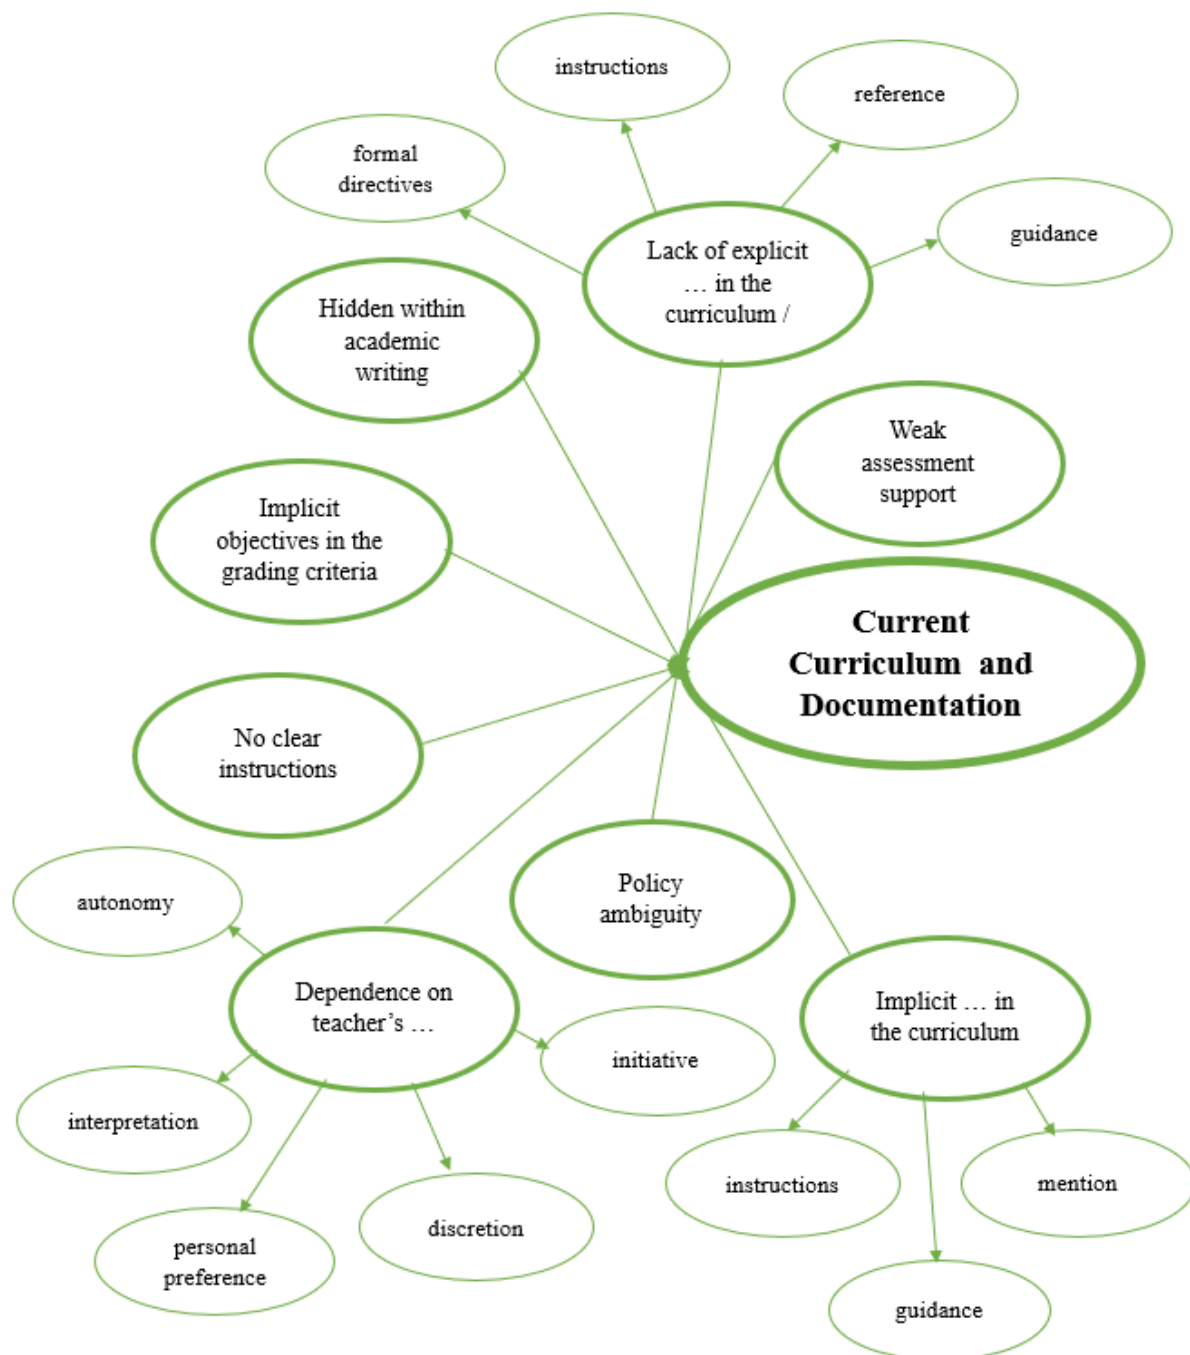 instructions
reference
formal
directives
guidance
Lack of explicit
… in the
curriculum /
Hidden within
academic
writing
Weak
assessment
support
Implicit
objectives in the
grading criteria
Current
Curriculum and
Documentation
No clear
instructions
Policy
ambiguity
autonomy
Dependence on
teacher’s …
Implicit … in
the curriculum
initiative
interpretation
instructions
mention
discretion
personal
preference
guidance